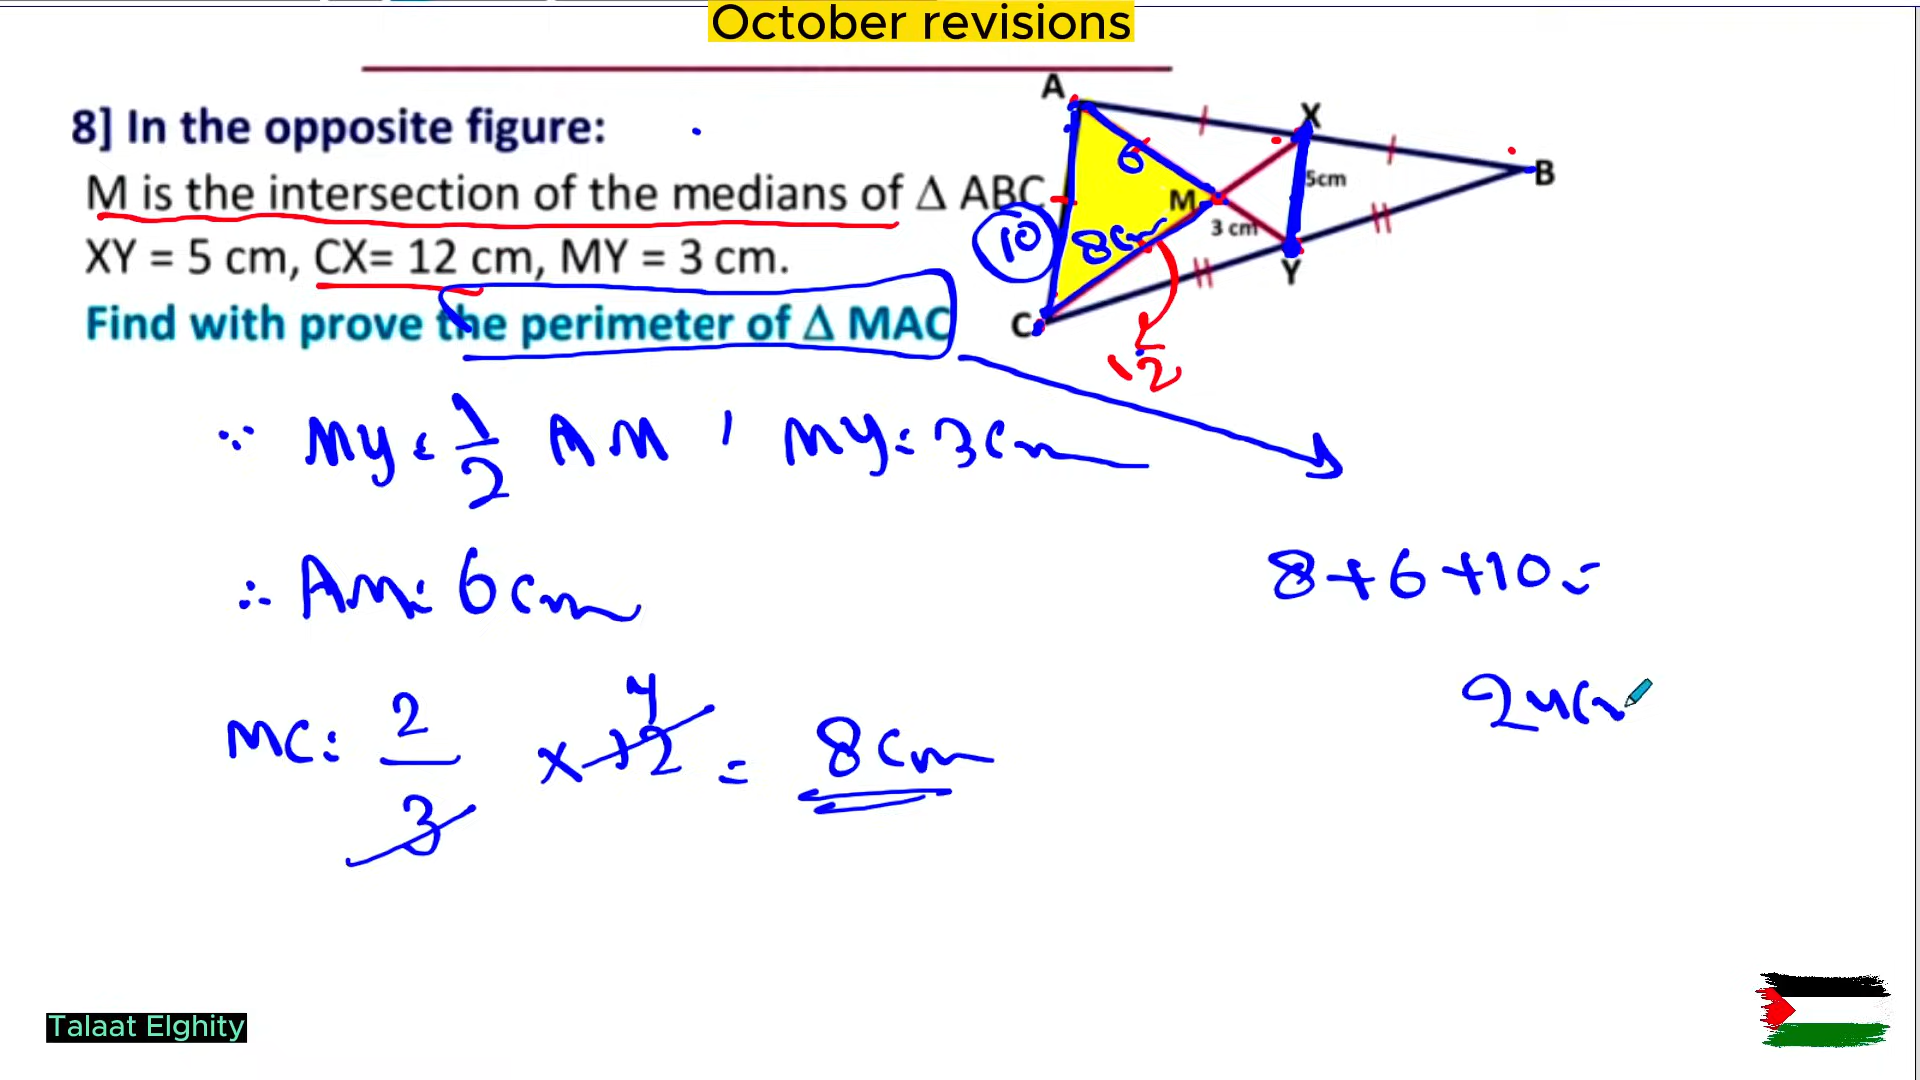 October revisions
8] In the opposite figure:
M is the intersection of the medians of Δ ABC
XY = 5 cm, CX= 12 cm, MY = 3 cm.
Find with prove the perimeter of Δ MAC
A
X
B
5cm
M
3 cm
Y
C
6
8cm
10
12
∵ MY = 1/2 AM , MY = 3cm
∴ AM = 6cm
8+6+10=
24cm
MC = 2/3 × 12 4 = 8cm
Talaat Elghity